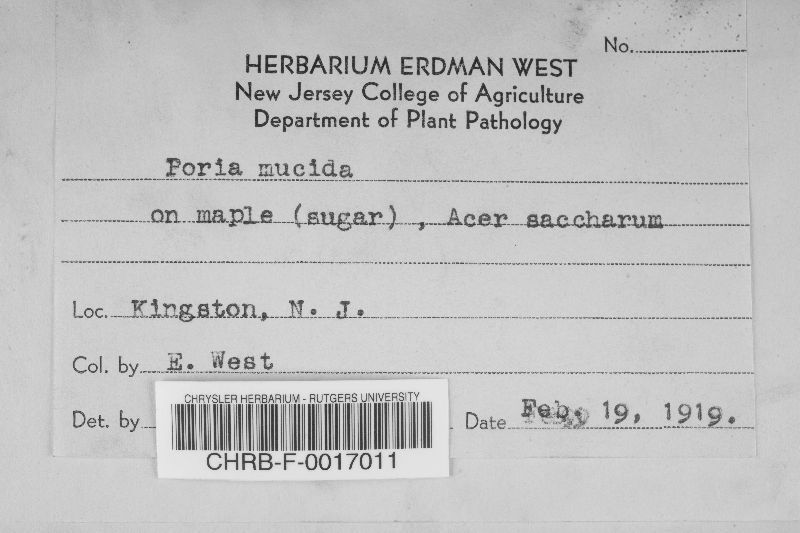 No.
HERBARIUM ERDMAN WEST
New Jersey College of Agriculture
Department of Plant Pathology
Poria mucida
on maple (sugar) , Acer saccharum
Loc. Kingston, N. J.
Col. by E. West
Det. by
Date Feb. 19, 1919.
CHRYSLER HERBARIUM - RUTGERS UNIVERSITY
CHRB-F-0017011